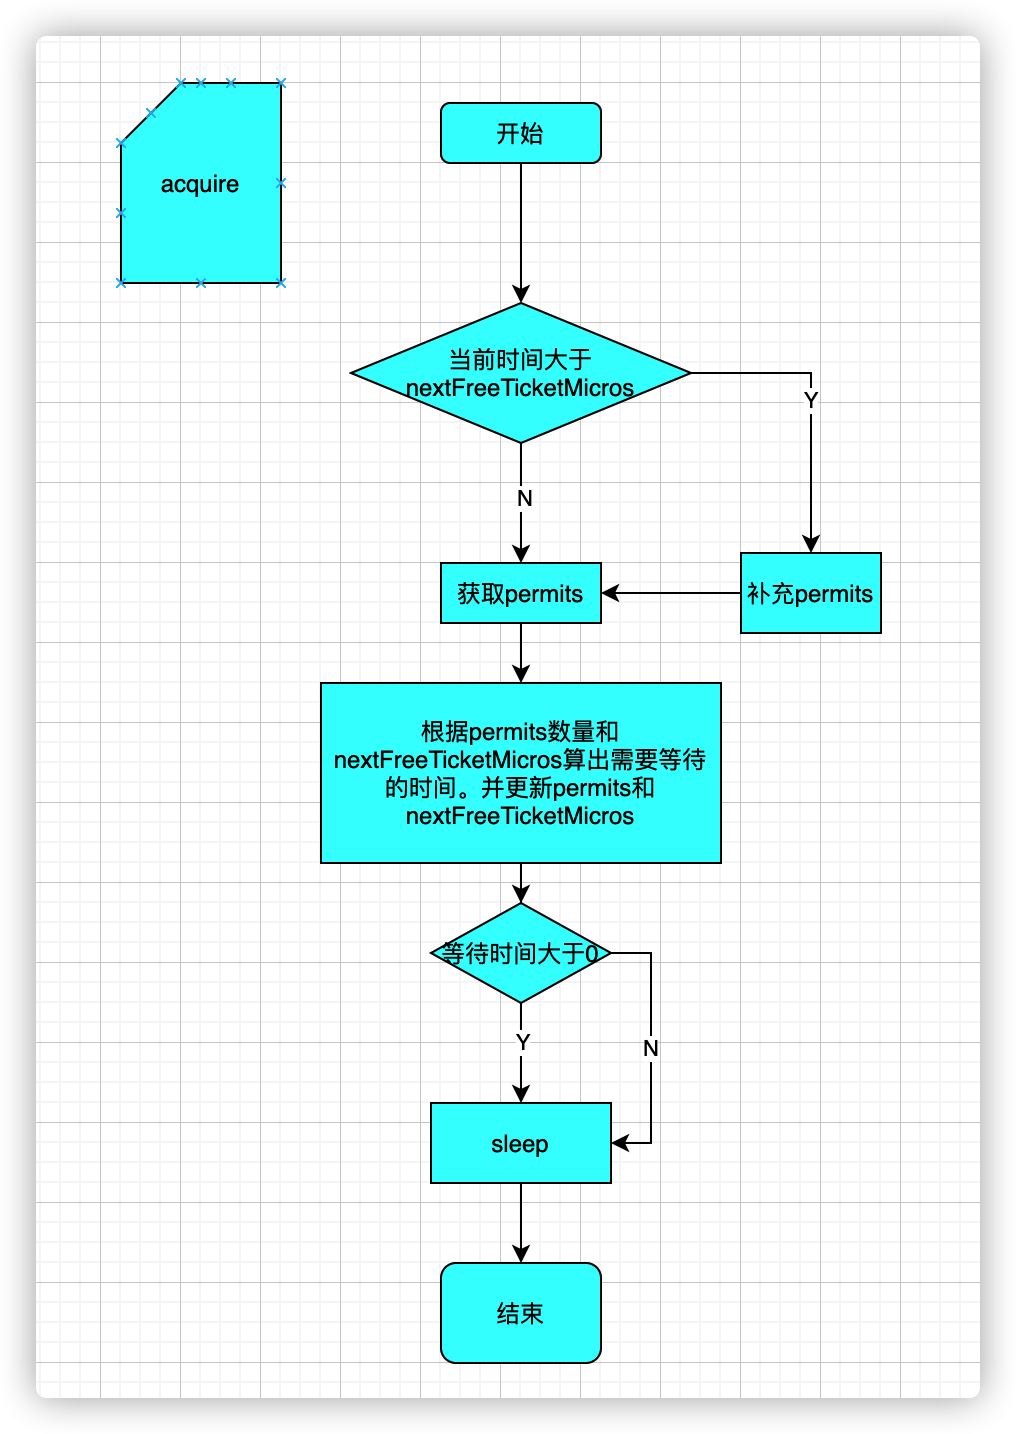 acquire
开始
当前时间大于
nextFreeTicketMicros
Y
N
获取permits
补充permits
根据permits数量和
nextFreeTicketMicros算出需要等待
的时间。并更新permits和
nextFreeTicketMicros
等待时间大于0
Y
N
sleep
结束